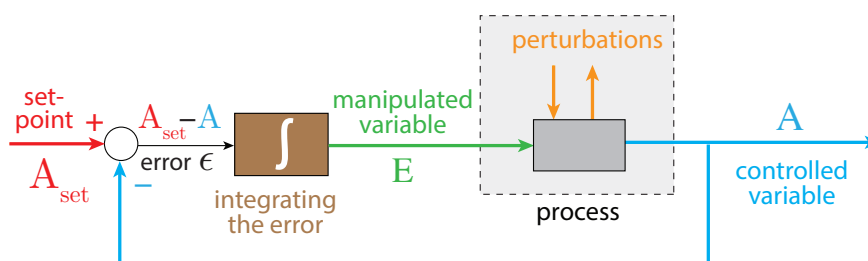 perturbations
set-
point
+
A_set
A_set-A
error ϵ
−
∫
integrating
the error
manipulated
variable
E
process
A
controlled
variable